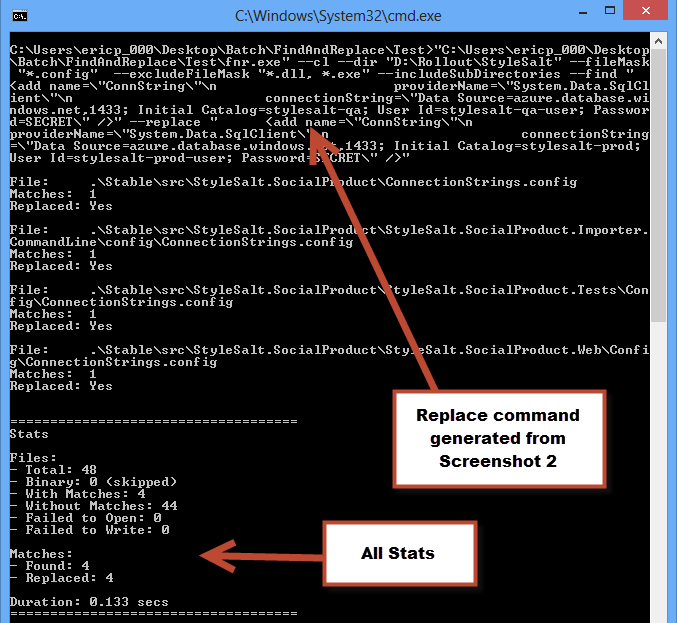 C:\Windows\System32\cmd.exe
C:\Users\ericp_000\Desktop\Batch\FindAndReplace\Test>"C:\Users\ericp_000\Desktop
\Batch\FindAndReplace\Test\fnr.exe" --cl --dir "D:\Rollout\StyleSalt" --fileMask
"*.config" --excludeFileMask "*.dll, *.exe" --includeSubDirectories --find "
<add name=\"ConnString\"\n providerName=\"System.Data.SqlCl
ient\"\n connectionString=\"Data Source=azure.database.wi
ndows.net,1433; Initial Catalog=stylesalt-qa; User Id=stylesalt-qa-user; Passwor
d=SECRET\" />" --replace " <add name=\"ConnString\"\n
providerName=\"System.Data.SqlClient\"\n connectionString
=\"Data Source=azure.database.windows.net,1433; Initial Catalog=stylesalt-prod;
User Id=stylesalt-prod-user; Password=SECRET\" />"
File: .\Stable\src\StyleSalt.SocialProduct\ConnectionStrings.config
Matches: 1
Replaced: Yes
File: .\Stable\src\StyleSalt.SocialProduct\StyleSalt.SocialProduct.Importer.
CommandLine\config\ConnectionStrings.config
Matches: 1
Replaced: Yes
File: .\Stable\src\StyleSalt.SocialProduct\StyleSalt.SocialProduct.Tests\Con
fig\ConnectionStrings.config
Matches: 1
Replaced: Yes
File: .\Stable\src\StyleSalt.SocialProduct\StyleSalt.SocialProduct.Web\Confi
g\ConnectionStrings.config
Matches: 1
Replaced: Yes
====================================
Stats
Files:
- Total: 48
- Binary: 0 (skipped)
- With Matches: 4
- Without Matches: 44
- Failed to Open: 0
- Failed to Write: 0
Matches:
- Found: 4
- Replaced: 4
Duration: 0.133 secs
====================================
Replace command
generated from
Screenshot 2
All Stats